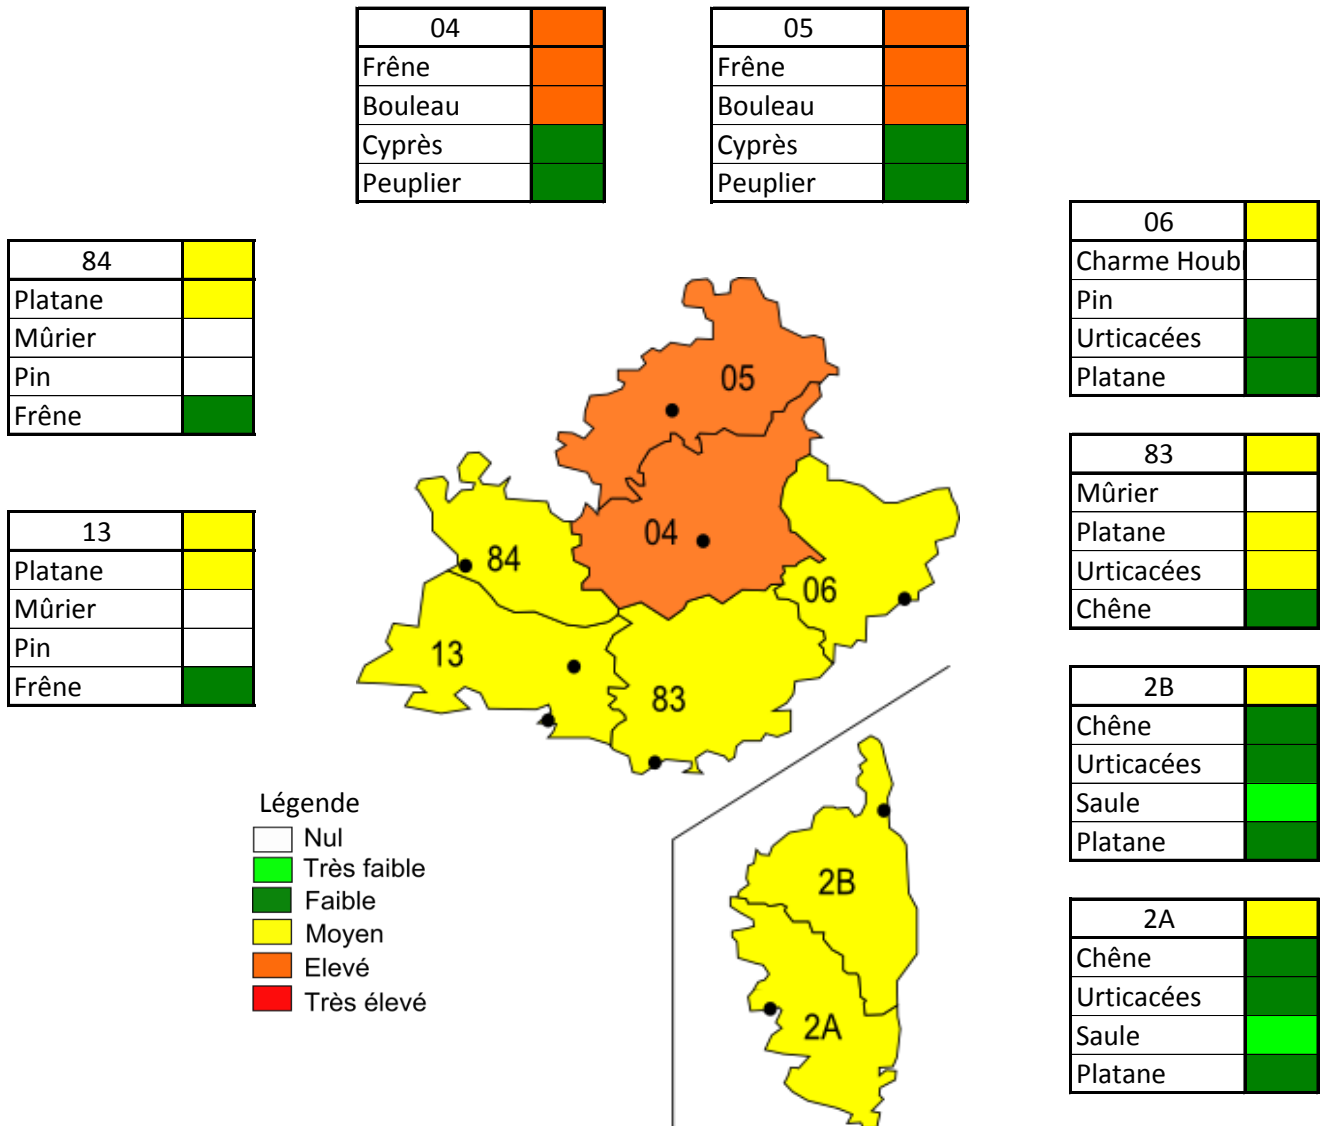 04
Frêne
Bouleau
Cyprès
Peuplier
05
Frêne
Bouleau
Cyprès
Peuplier
84
Platane
Mûrier
Pin
Frêne
13
Platane
Mûrier
Pin
Frêne
06
Charme Houbl
Pin
Urticacées
Platane
83
Mûrier
Platane
Urticacées
Chêne
2B
Chêne
Urticacées
Saule
Platane
2A
Chêne
Urticacées
Saule
Platane
05
04
84
06
13
83
2B
2A
Légende
Nul
Très faible
Faible
Moyen
Elevé
Très élevé